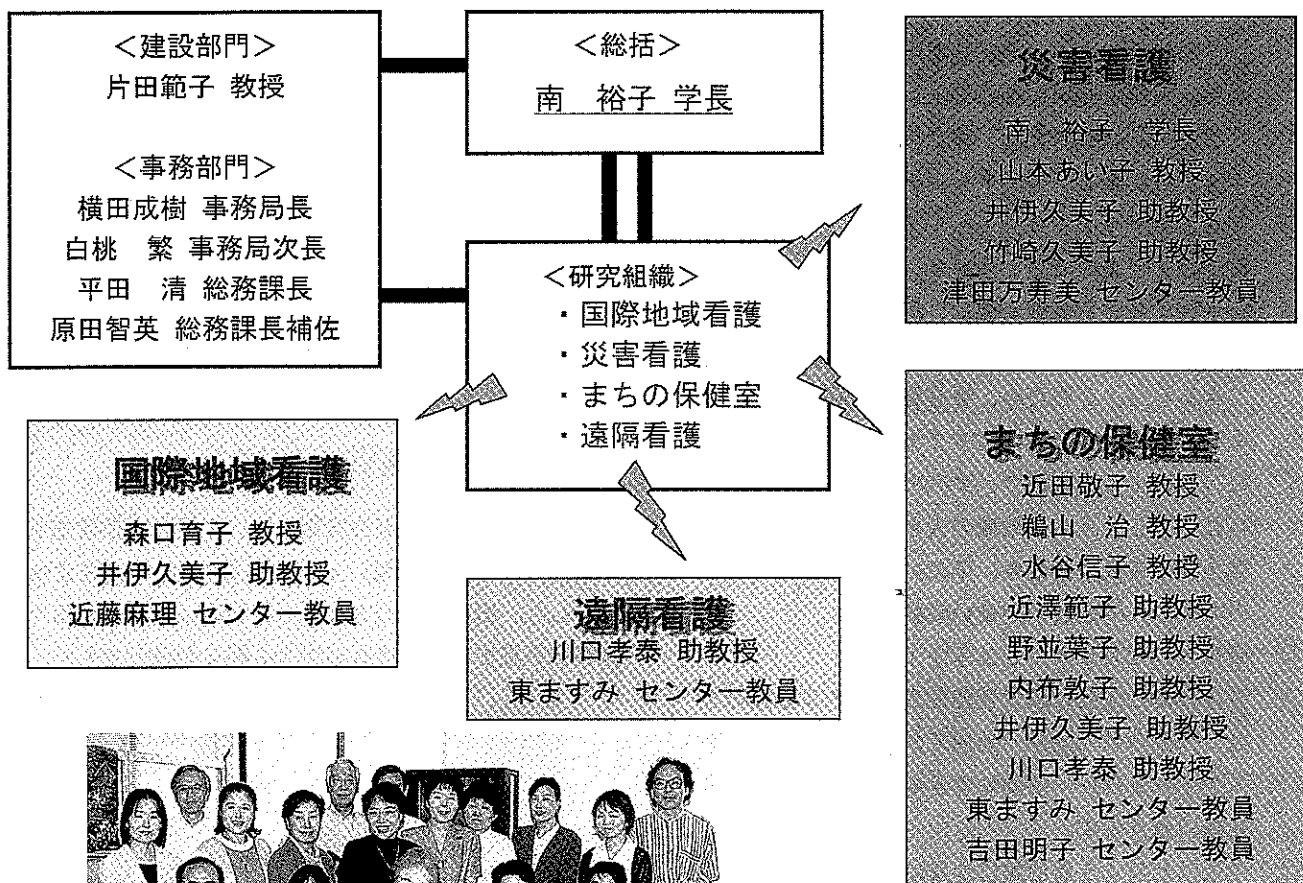 <建設部門>
片田範子 教授
<事務部門>
横田成樹 事務局長
白桃 繁 事務局次長
平田 清 総務課長
原田智英 総務課長補佐
<総括>
南 裕子 学長
<研究組織>
・国際地域看護
・災害看護
・まちの保健室
・遠隔看護
災害看護
南 裕子 学長
山本あい子 教授
井伊久美子 助教授
竹崎久美子 助教授
津田万寿美 センター教員
国際地域看護
森口育子 教授
井伊久美子 助教授
近藤麻理 センター教員
遠隔看護
川口孝泰 助教授
東ますみ センター教員
まちの保健室
近田敬子 教授
鵜山 治 教授
水谷信子 教授
近澤範子 助教授
野並葉子 助教授
内布敦子 助教授
井伊久美子 助教授
川口孝泰 助教授
東ますみ センター教員
吉田明子 センター教員